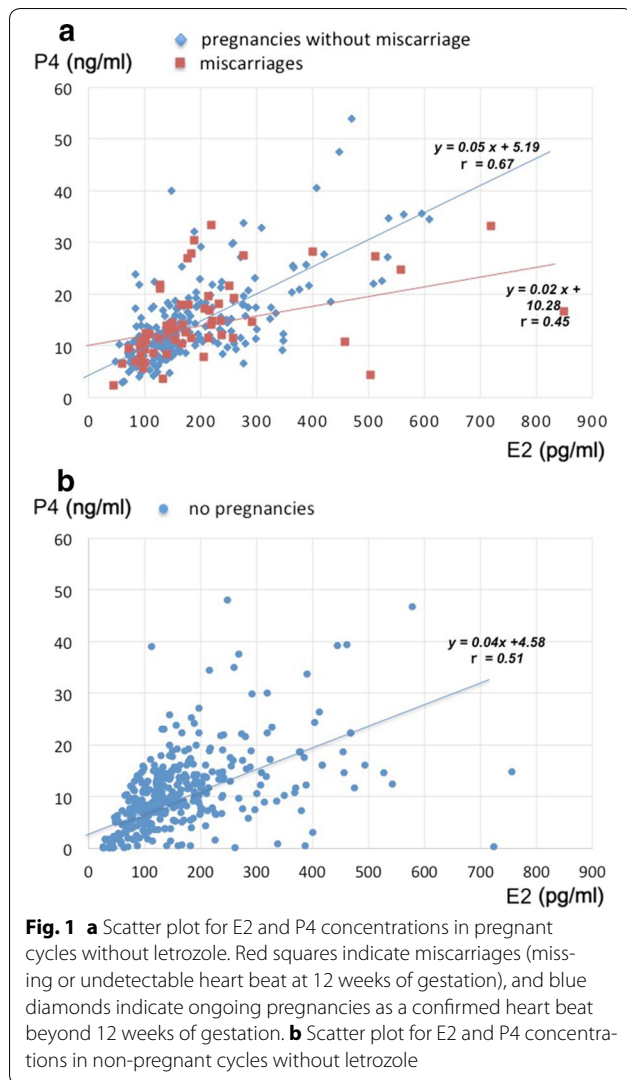 a
pregnancies without miscarriage
P4 (ng/ml)
miscarriages
60
50
y = 0.05 x + 5.19
r = 0.67
40
30
20
y = 0.02 x +
10.28
r = 0.45
10
0
0 100 200 300 400 500 600 700 800 900
E2 (pg/ml)
b
P4 (ng/ml)
no pregnancies
60
50
40
y = 0.04x +4.58
r = 0.51
30
20
10
0
0 100 200 300 400 500 600 700 800 900
E2 (pg/ml)
Fig. 1 a Scatter plot for E2 and P4 concentrations in pregnant
cycles without letrozole. Red squares indicate miscarriages (miss-
ing or undetectable heart beat at 12 weeks of gestation), and blue
diamonds indicate ongoing pregnancies as a confirmed heart beat
beyond 12 weeks of gestation. b Scatter plot for E2 and P4 concentra-
tions in non-pregnant cycles without letrozole